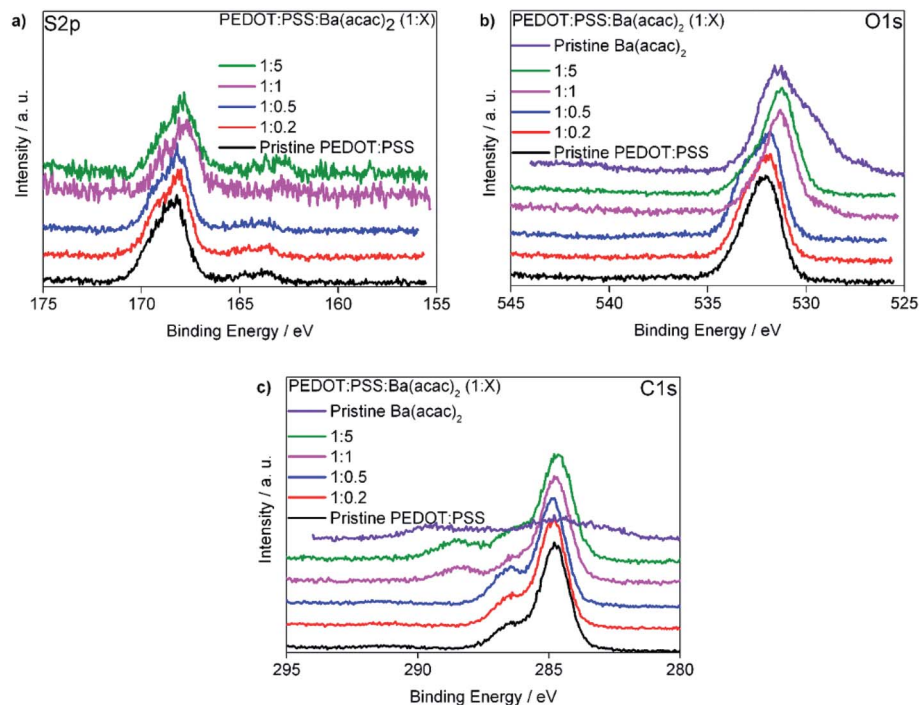 a)
S2p
PEDOT:PSS:Ba(acac)2 (1:X)
1:5
1:1
1:0.5
1:0.2
Pristine PEDOT:PSS
Intensity / a. u.
175 170 165 160 155
Binding Energy / eV
b)
PEDOT:PSS:Ba(acac)2 (1:X)
O1s
Pristine Ba(acac)2
1:5
1:1
1:0.5
1:0.2
Pristine PEDOT:PSS
Intensity / a. u.
545 540 535 530 525
Binding Energy / eV
c)
PEDOT:PSS:Ba(acac)2 (1:X)
C1s
Pristine Ba(acac)2
1:5
1:1
1:0.5
1:0.2
Pristine PEDOT:PSS
Intensity / a. u.
295 290 285 280
Binding Energy / eV